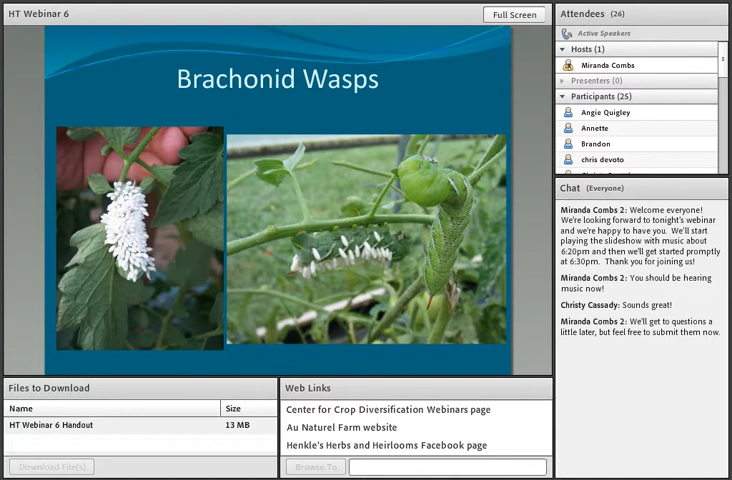 HT Webinar 6
Full Screen
Brachonid Wasps
Files to Download
Name Size
HT Webinar 6 Handout 13 MB
Download File(s)
Web Links
Center for Crop Diversification Webinars page
Au Naturel Farm website
Henkle's Herbs and Heirlooms Facebook page
Browse To
Attendees (26)
Active Speakers
Hosts (1)
Miranda Combs
Presenters (0)
Participants (25)
Angie Quigley
Annette
Brandon
chris devoto
Chat (Everyone)
Miranda Combs 2: Welcome everyone!
We're looking forward to tonight's webinar
and we're happy to have you. We'll start
playing the slideshow with music about
6:20pm and then we'll get started promptly
at 6:30pm. Thank you for joining us!
Miranda Combs 2: You should be hearing
music now!
Christy Cassady: Sounds great!
Miranda Combs 2: We'll get to questions a
little later, but feel free to submit them now.